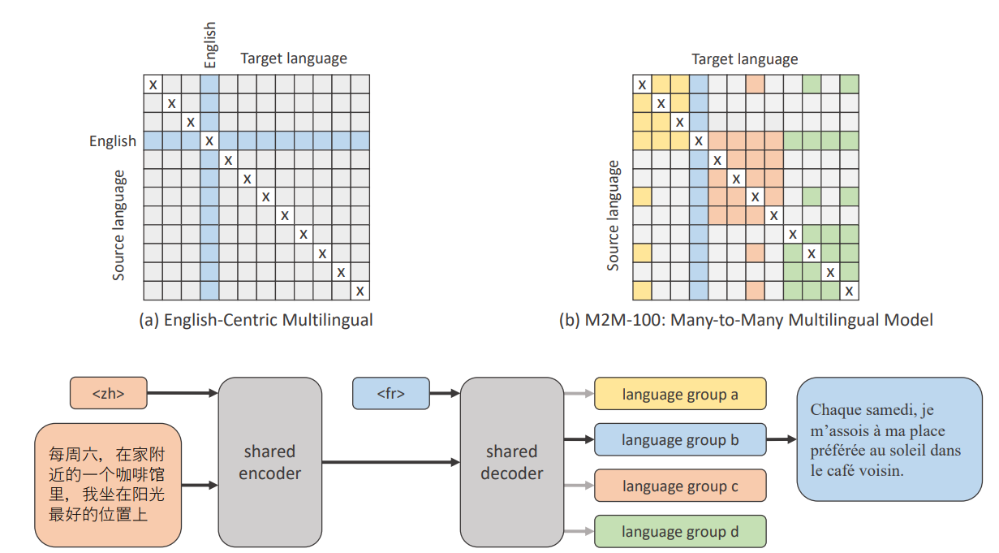 English
Target language
English
Source language
X
X
X
X
X
X
X
X
X
X
X
X
(a) English-Centric Multilingual
Target language
Source language
X
X
X
X
X
X
X
X
X
X
X
X
(b) M2M-100: Many-to-Many Multilingual Model
<zh>
每周六，在家附
近的一个咖啡馆
里，我坐在阳光
最好的位置上
shared
encoder
<fr>
shared
decoder
language group a
language group b
language group c
language group d
Chaque samedi, je
m’assois à ma place
préférée au soleil dans
le café voisin.